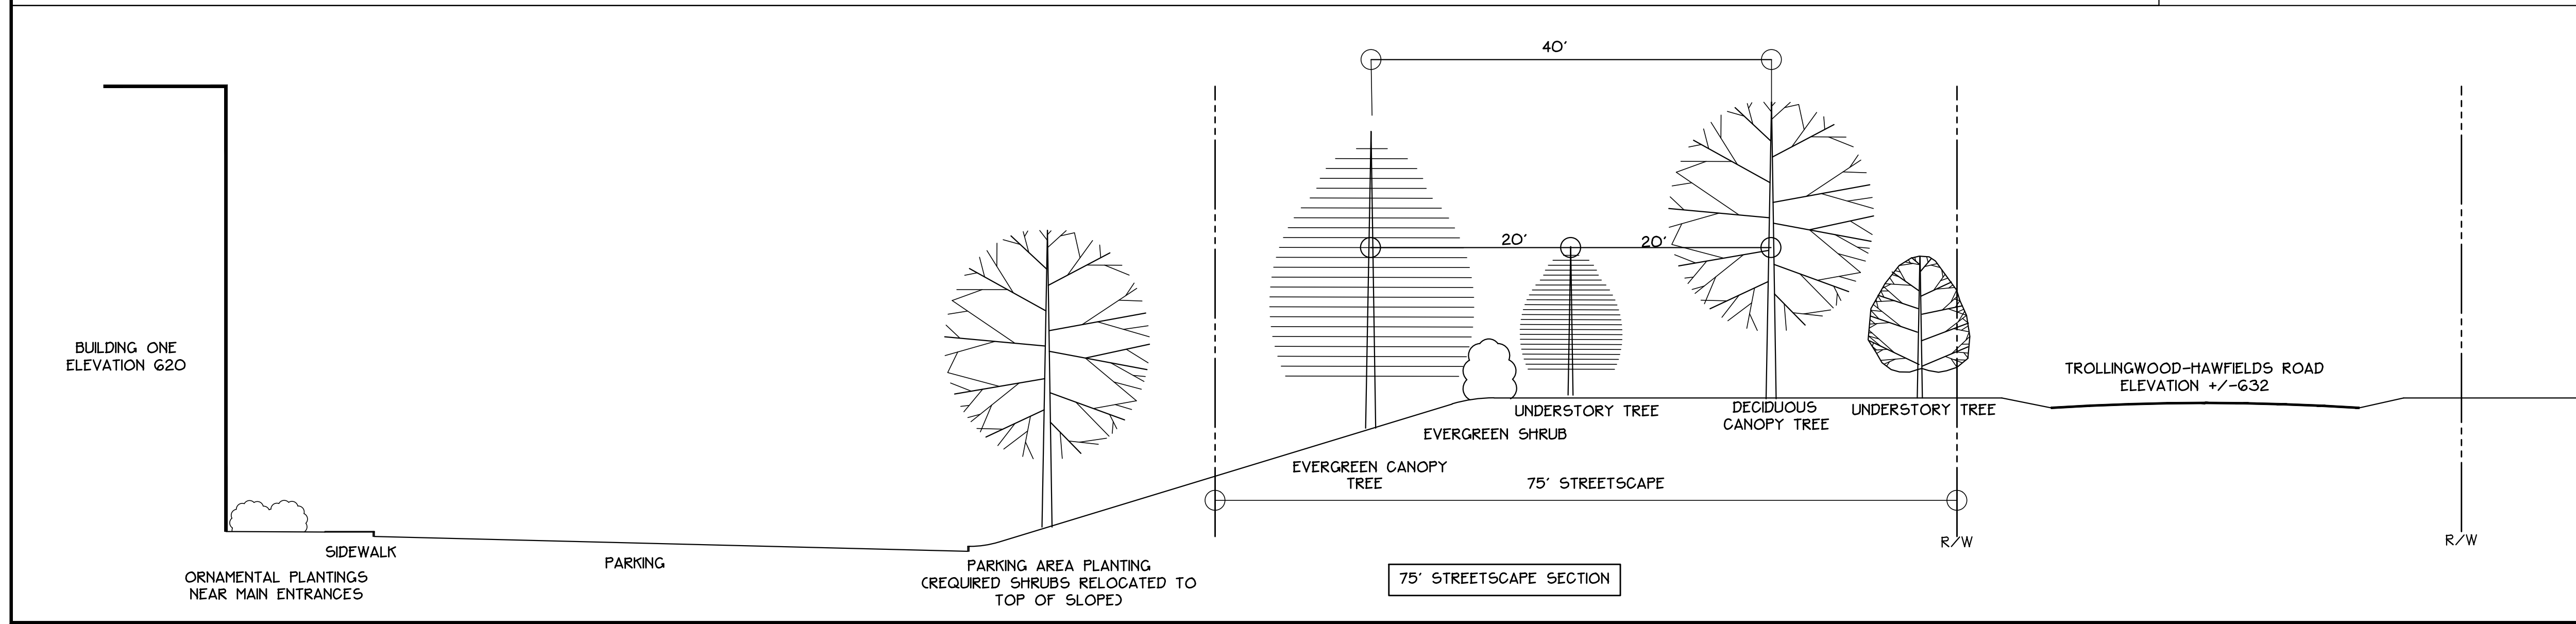 40'
20'
20'
BUILDING ONE
ELEVATION 620
TROLLINGWOOD-HAWFIELDS ROAD
ELEVATION +/-632
UNDERSTORY TREE
DECIDUOUS
CANOPY TREE
UNDERSTORY TREE
EVERGREEN SHRUB
EVERGREEN CANOPY
TREE
75' STREETSCAPE
R/W
R/W
SIDEWALK
PARKING
ORNAMENTAL PLANTINGS
NEAR MAIN ENTRANCES
PARKING AREA PLANTING
(REQUIRED SHRUBS RELOCATED TO
TOP OF SLOPE)
75' STREETSCAPE SECTION